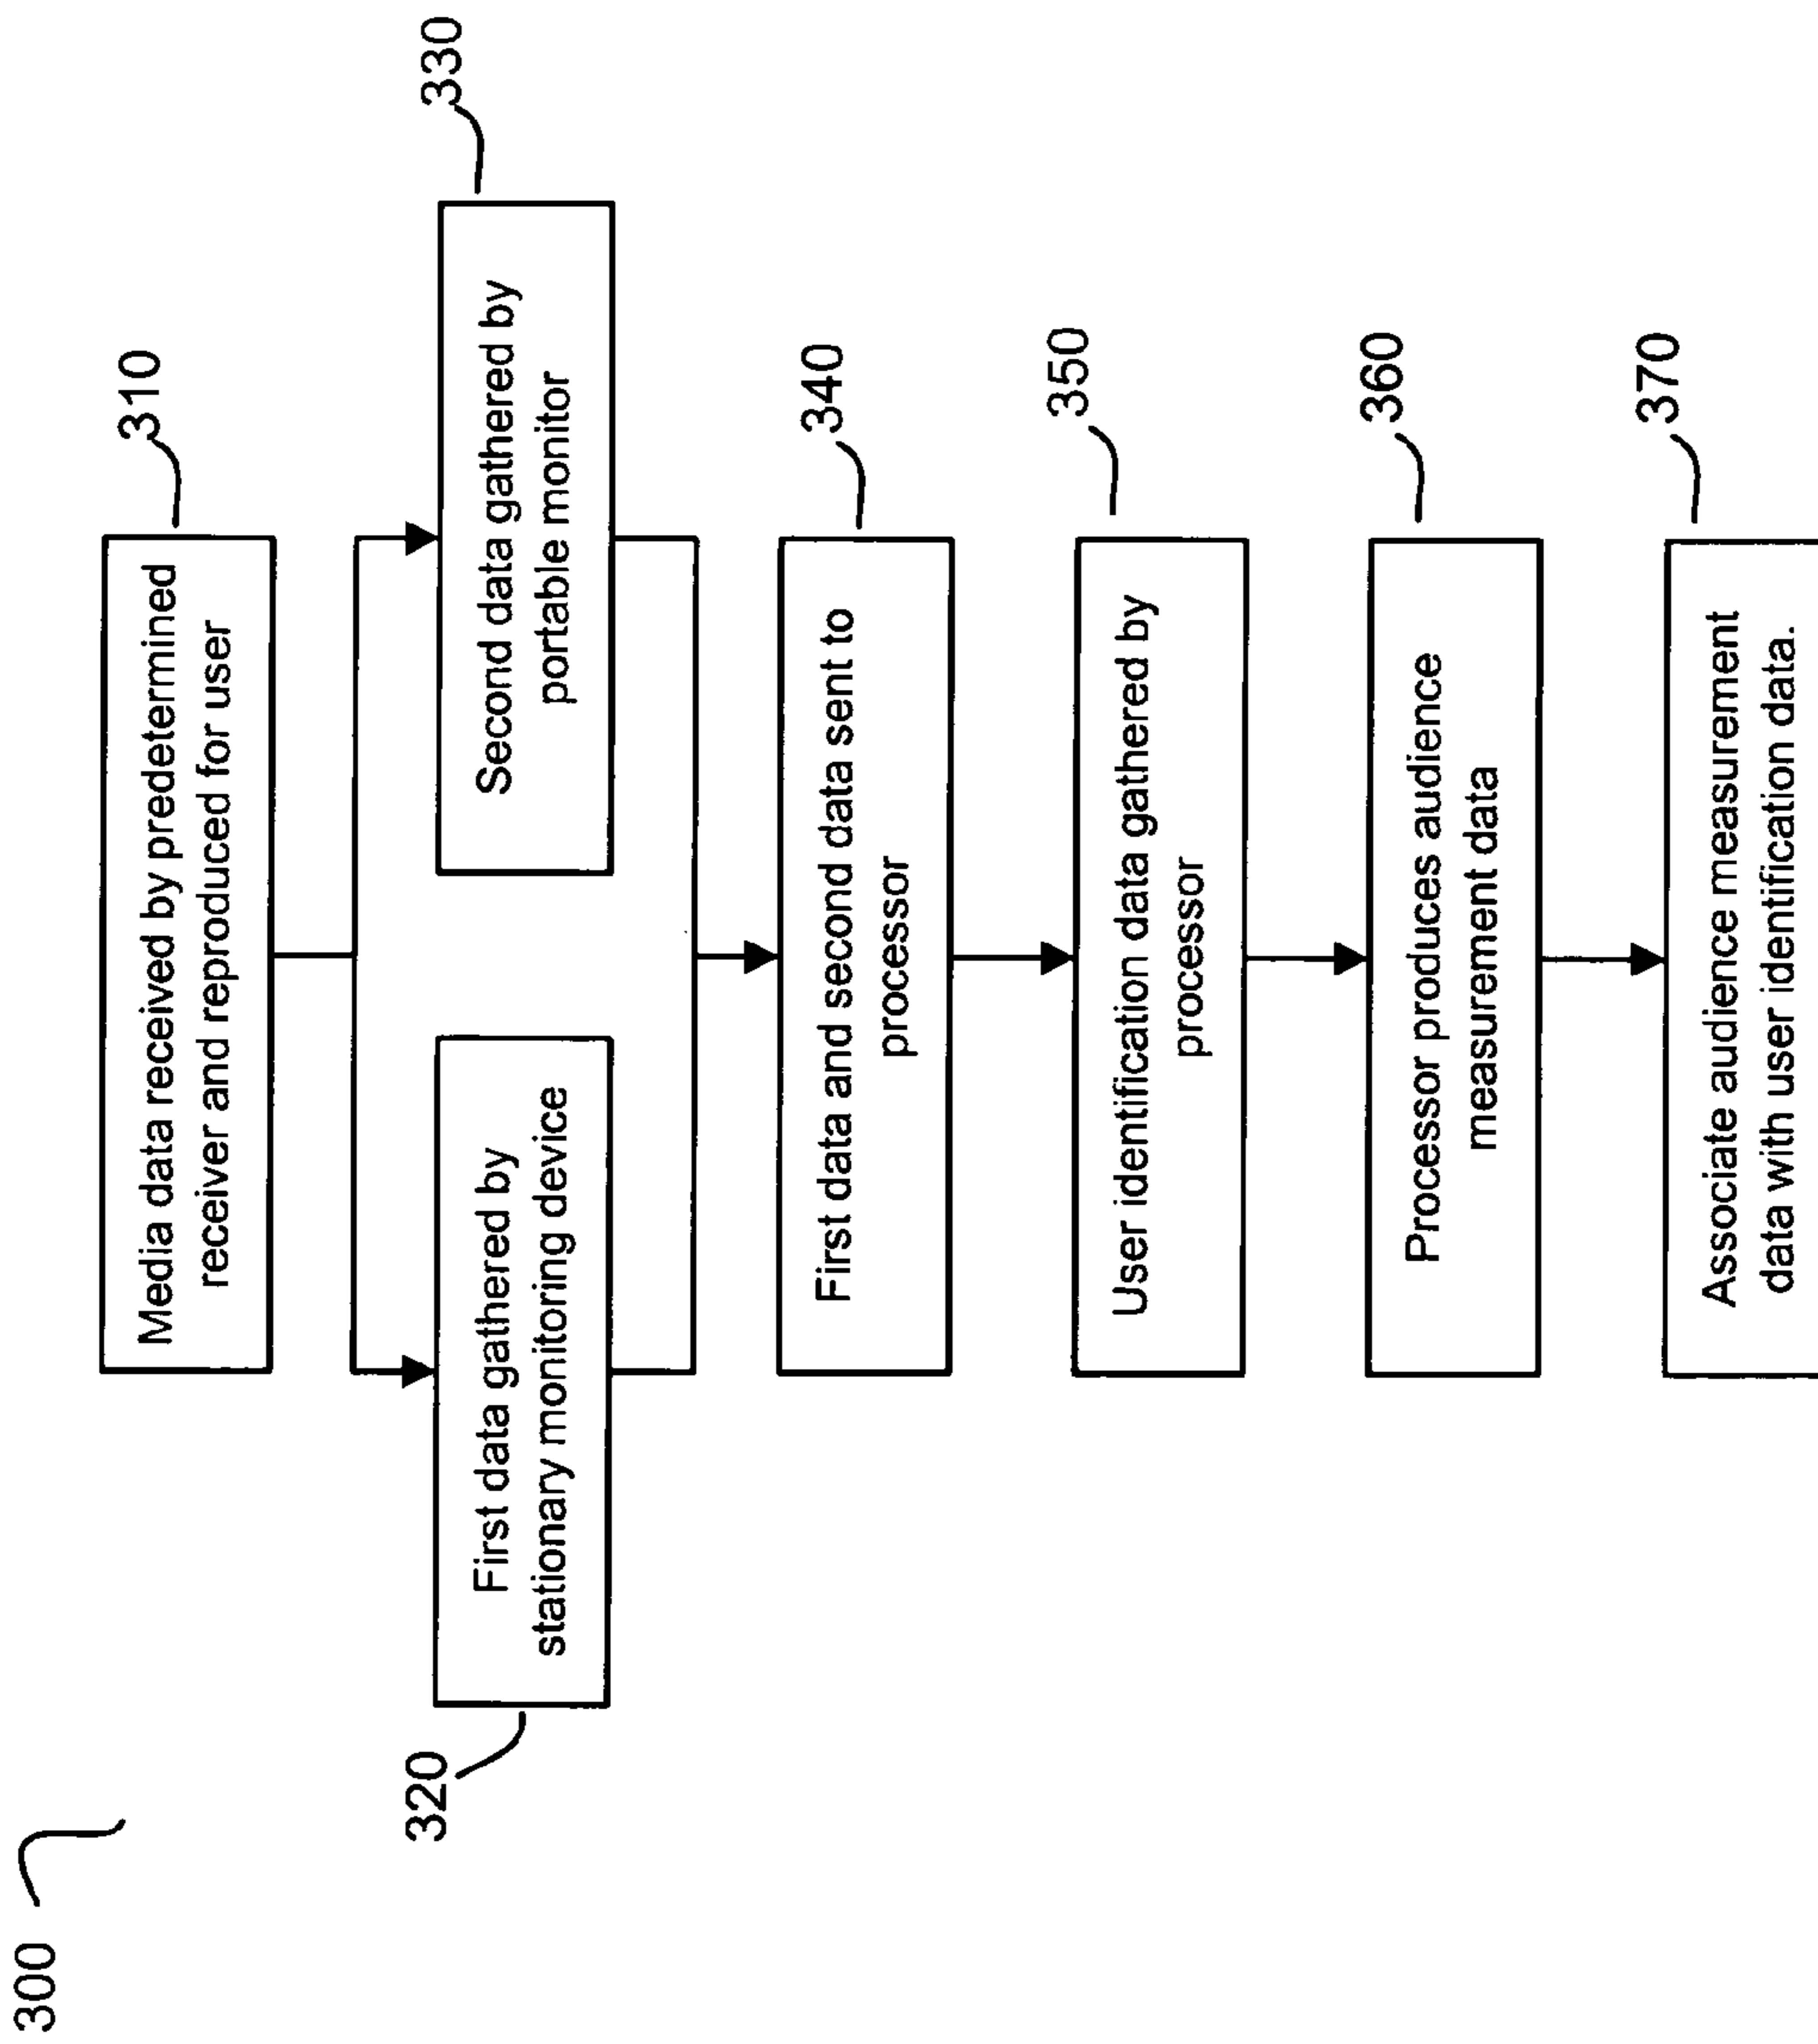 300
310
Media data received by predetermined
receiver and reproduced for user
320
First data gathered by
stationary monitoring device
330
Second data gathered by
portable monitor
340
First data and second data sent to
processor
350
User identification data gathered by
processor
360
Processor produces audience
measurement data
370
Associate audience measurement
data with user identification data.